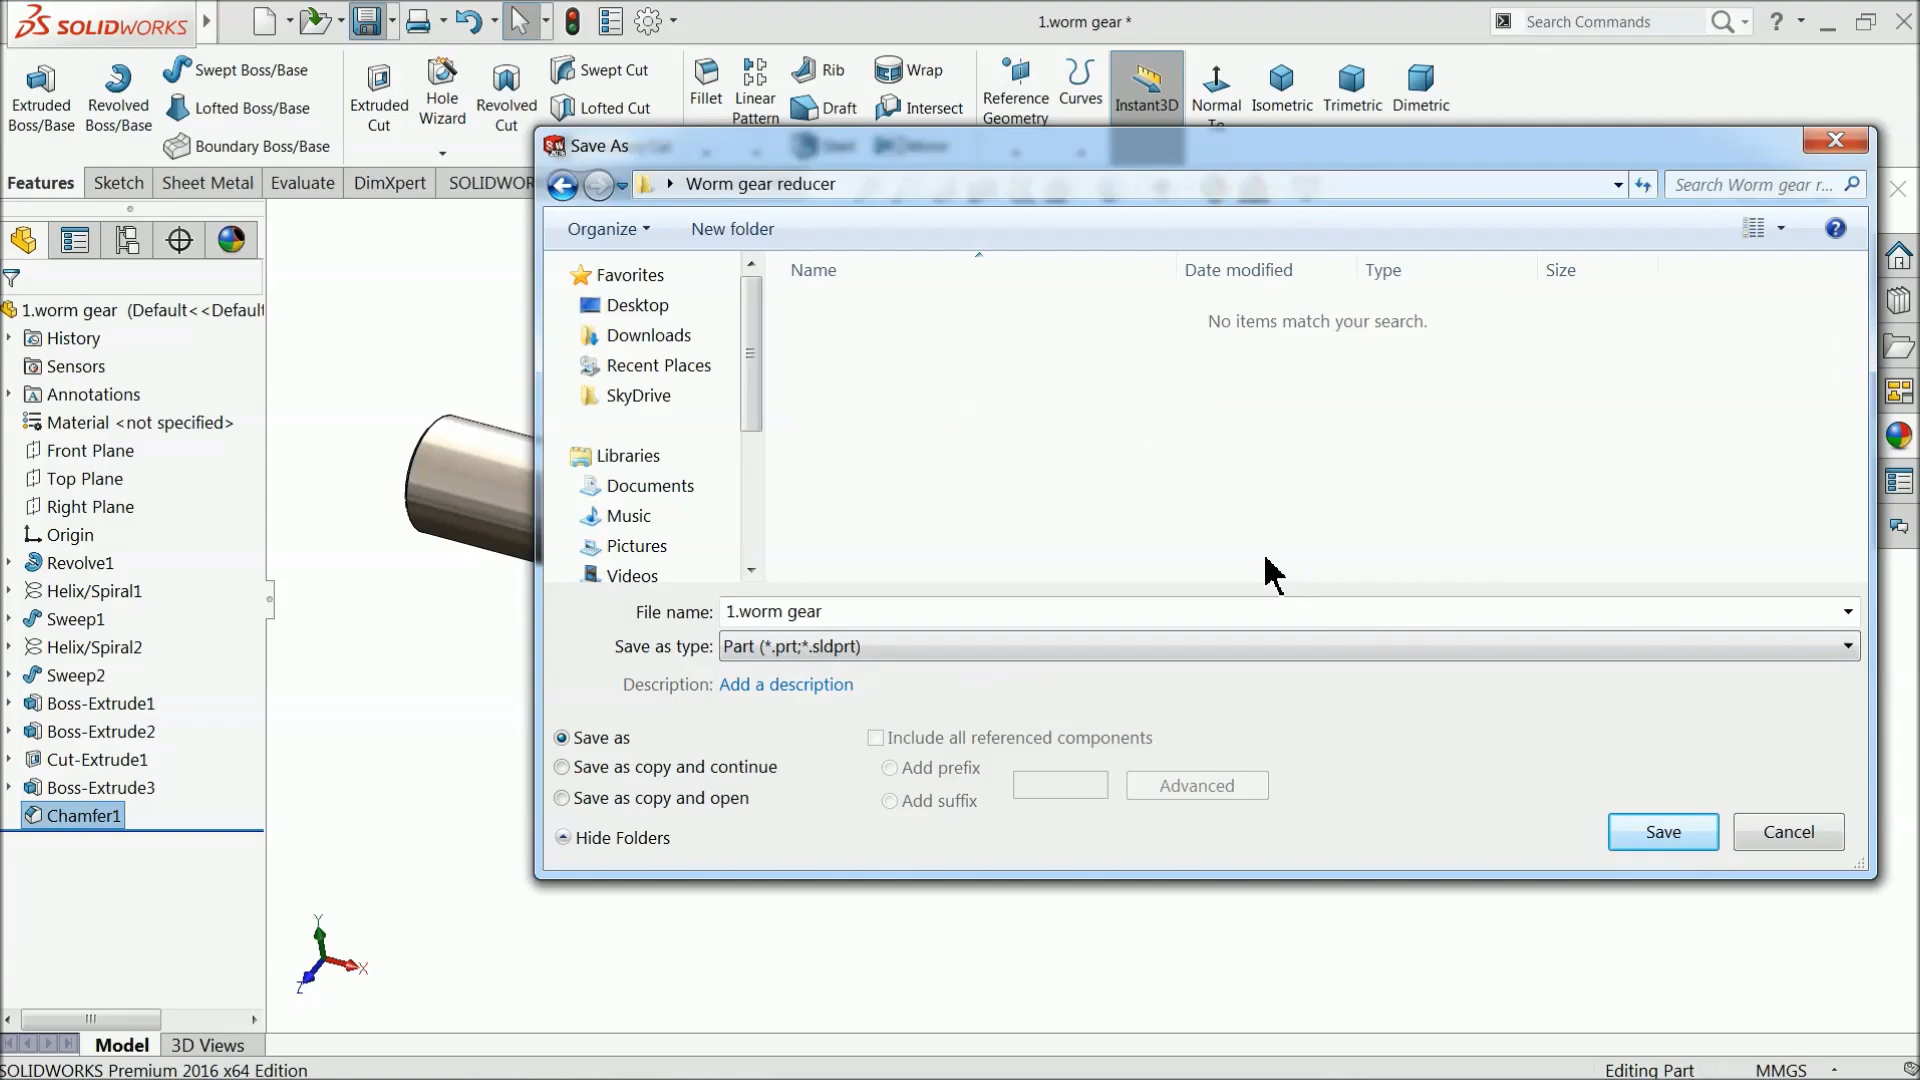 SOLIDWORKS
1.worm gear *
Search Commands
?
Extruded Boss/Base
Revolved Boss/Base
Swept Boss/Base
Lofted Boss/Base
Boundary Boss/Base
Extruded Cut
Hole Wizard
Revolved Cut
Swept Cut
Lofted Cut
Fillet
Linear Pattern
Rib
Draft
Wrap
Intersect
Reference Geometry
Curves
Instant3D
Normal To
Isometric
Trimetric
Dimetric
Features
Sketch
Sheet Metal
Evaluate
DimXpert
SOLIDWOR
1.worm gear (Default<<Default
History
Sensors
Annotations
Material <not specified>
Front Plane
Top Plane
Right Plane
Origin
Revolve1
Helix/Spiral1
Sweep1
Helix/Spiral2
Sweep2
Boss-Extrude1
Boss-Extrude2
Cut-Extrude1
Boss-Extrude3
Chamfer1
Save As
Worm gear reducer
Search Worm gear r...
Organize
New folder
Name
Date modified
Type
Size
No items match your search.
Favorites
Desktop
Downloads
Recent Places
SkyDrive
Libraries
Documents
Music
Pictures
Videos
File name: 1.worm gear
Save as type: Part (*.prt;*.sldprt)
Description: Add a description
Save as
Save as copy and continue
Save as copy and open
Include all referenced components
Add prefix
Add suffix
Advanced
Hide Folders
Save
Cancel
Y
X
Z
Model
3D Views
SOLIDWORKS Premium 2016 x64 Edition
Editing Part
MMGS